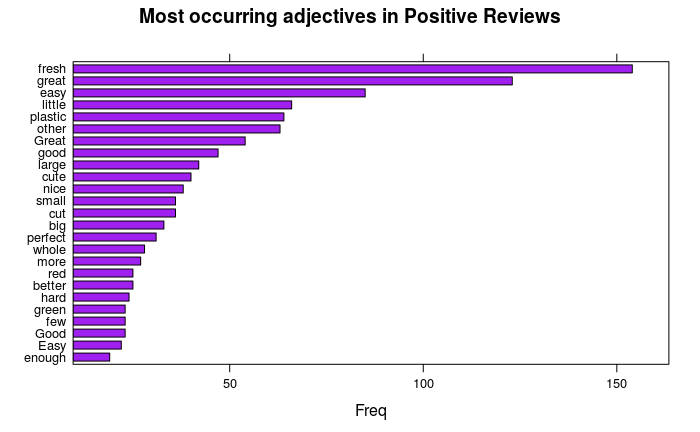 Most occurring adjectives in Positive Reviews
fresh
great
easy
little
plastic
other
Great
good
large
cute
nice
small
cut
big
perfect
whole
more
red
better
hard
green
few
Good
Easy
enough
50 100 150
Freq